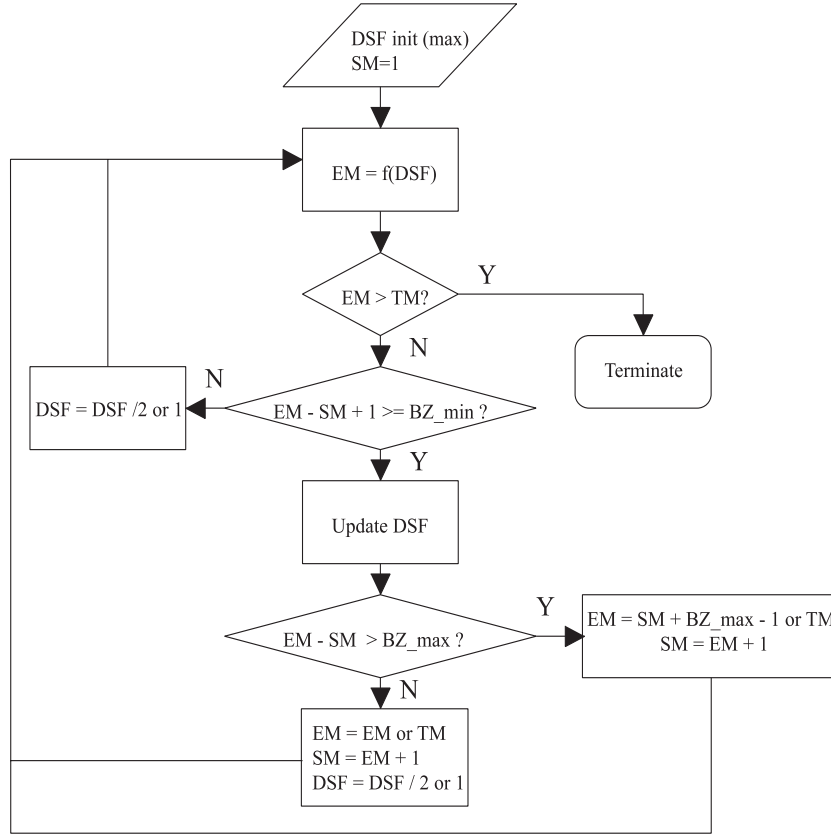 DSF init (max)
SM=1
EM = f(DSF)
Y
EM > TM?
N
Terminate
N
DSF = DSF /2 or 1
EM - SM + 1 >= BZ_min ?
Y
Update DSF
Y
EM - SM > BZ_max ?
EM = SM + BZ_max - 1 or TM
SM = EM + 1
N
EM = EM or TM
SM = EM + 1
DSF = DSF / 2 or 1